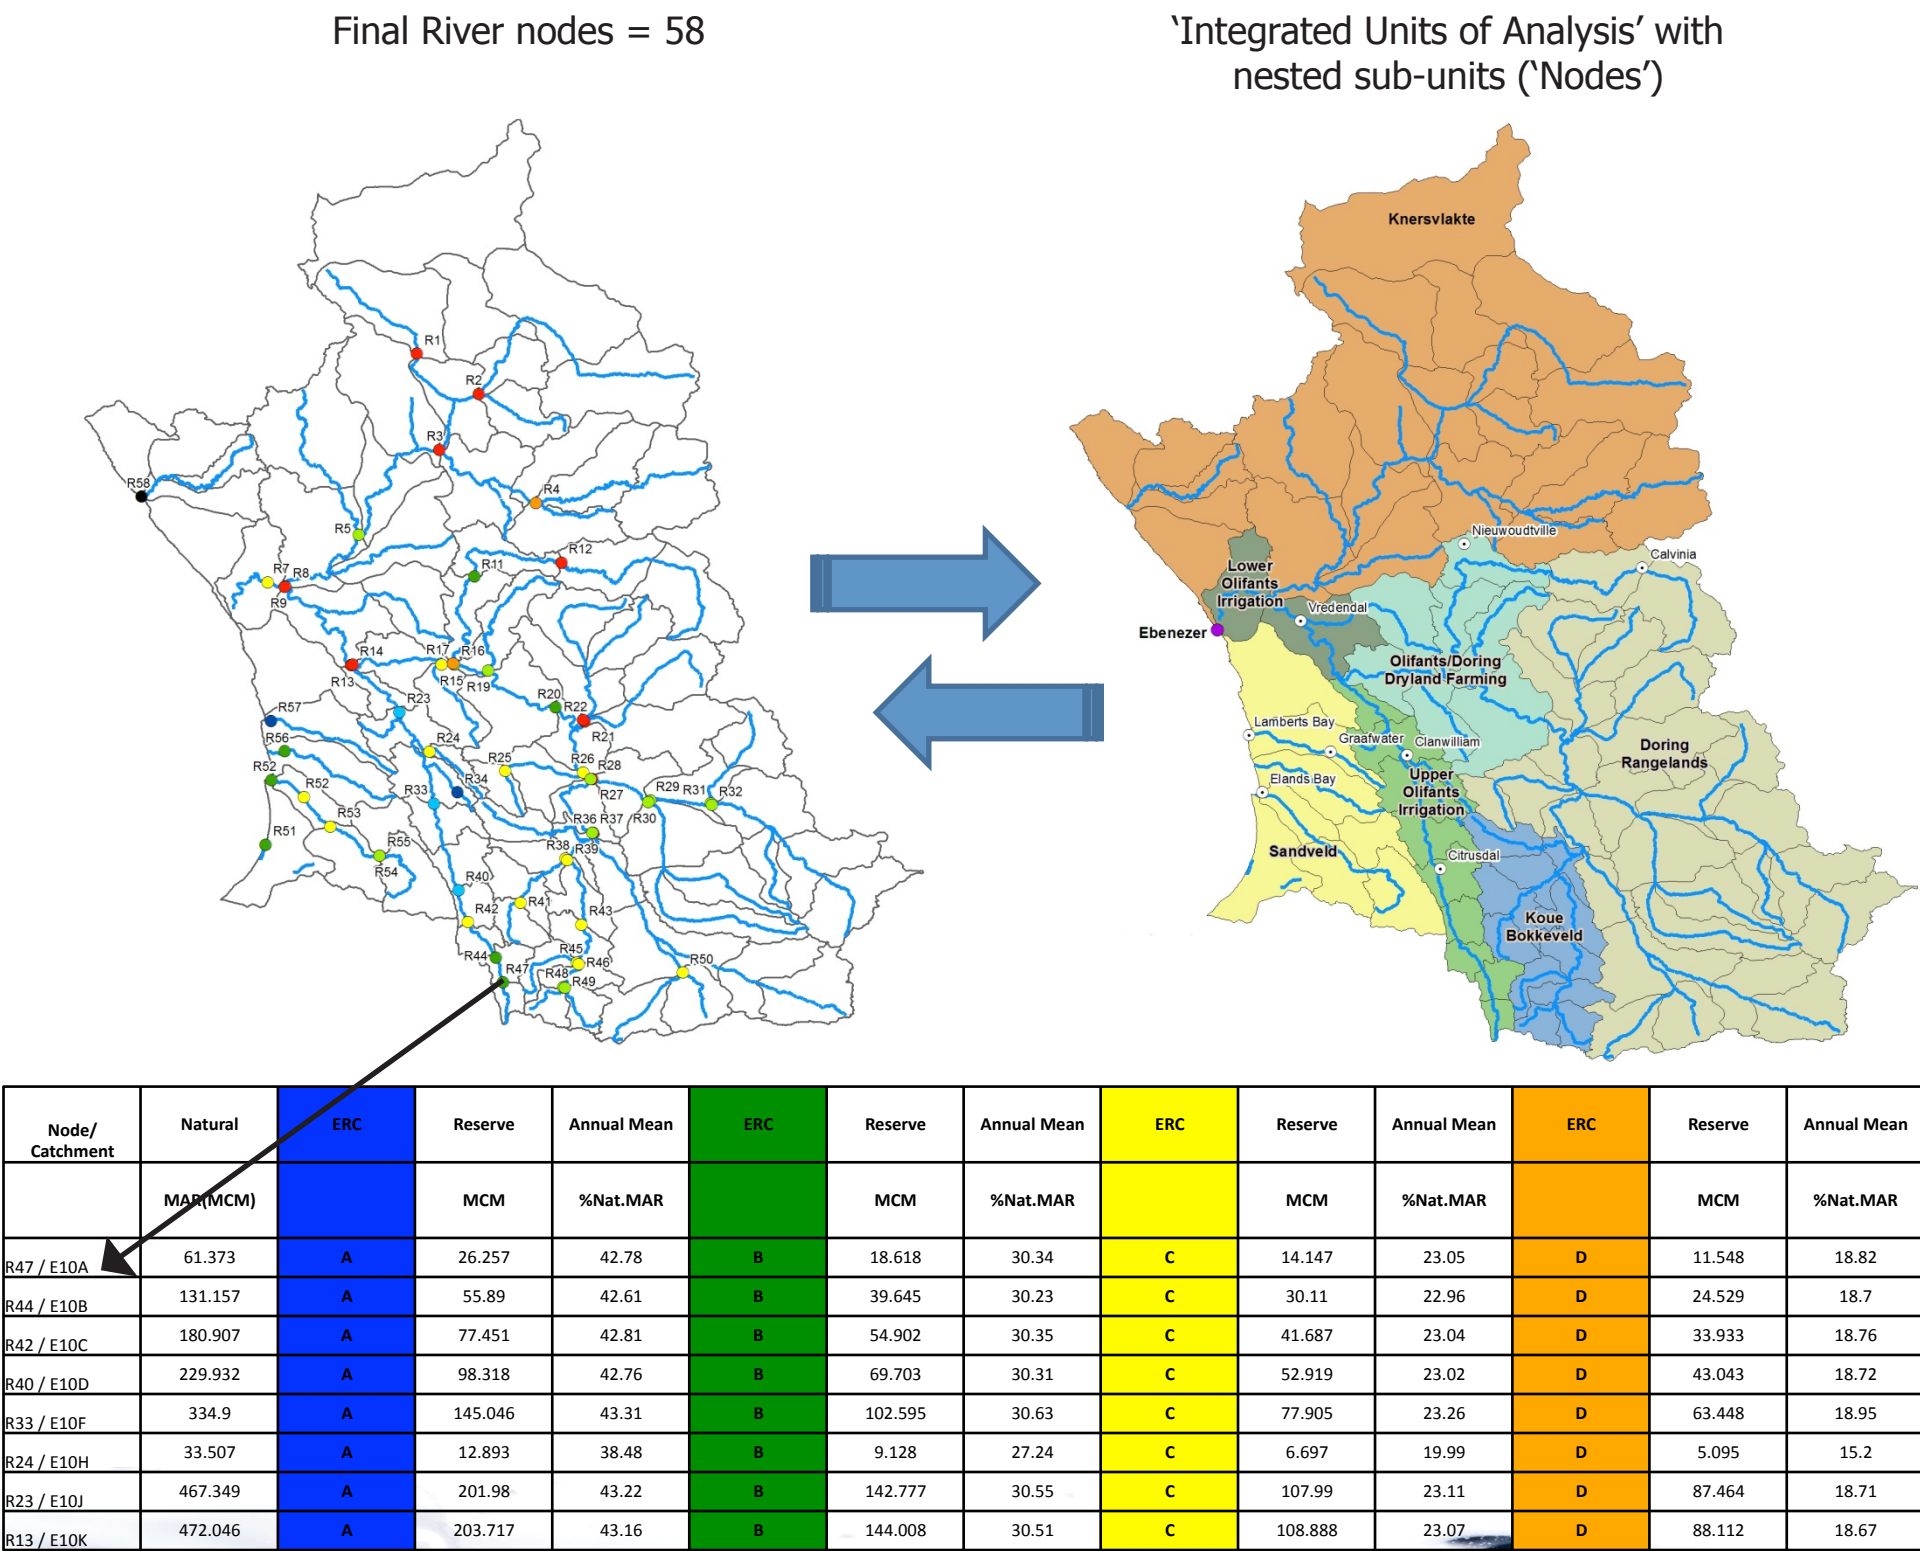 Final River nodes = 58
‘Integrated Units of Analysis’ with
nested sub-units (‘Nodes’)
R1
R2
R3
R4
R58
R5
R12
R11
R7
R8
R9
R14
R17
R16
R13
R15
R19
R20
R22
R21
R23
R57
R56
R24
R25
R26
R28
R52
R34
R33
R27
R29
R31
R32
R52
R30
R53
R51
R36
R37
R55
R54
R38
R39
R40
R41
R42
R43
R44
R45
R46
R47
R48
R49
R50
Knersvlakte
Nieuwoudtville
Calvinia
Lower
Olifants
Irrigation
Vredendal
Ebenezer
Olifants/Doring
Dryland Farming
Lamberts Bay
Graafwater
Clanwilliam
Doring
Rangelands
Elands Bay
Upper
Olifants
Irrigation
Sandveld
Citrusdal
Koue
Bokkeveld
Node/ Natural ERC Reserve Annual Mean ERC Reserve Annual Mean ERC Reserve Annual Mean ERC Reserve Annual Mean
Catchment
MAR(MCM) MCM %Nat.MAR MCM %Nat.MAR MCM %Nat.MAR MCM %Nat.MAR
R47 / E10A 61.373 A 26.257 42.78 B 18.618 30.34 C 14.147 23.05 D 11.548 18.82
R44 / E10B 131.157 A 55.89 42.61 B 39.645 30.23 C 30.11 22.96 D 24.529 18.7
R42 / E10C 180.907 A 77.451 42.81 B 54.902 30.35 C 41.687 23.04 D 33.933 18.76
R40 / E10D 229.932 A 98.318 42.76 B 69.703 30.31 C 52.919 23.02 D 43.043 18.72
R33 / E10F 334.9 A 145.046 43.31 B 102.595 30.63 C 77.905 23.26 D 63.448 18.95
R24 / E10H 33.507 A 12.893 38.48 B 9.128 27.24 C 6.697 19.99 D 5.095 15.2
R23 / E10J 467.349 A 201.98 43.22 B 142.777 30.55 C 107.99 23.11 D 87.464 18.71
R13 / E10K 472.046 A 203.717 43.16 B 144.008 30.51 C 108.888 23.07 D 88.112 18.67